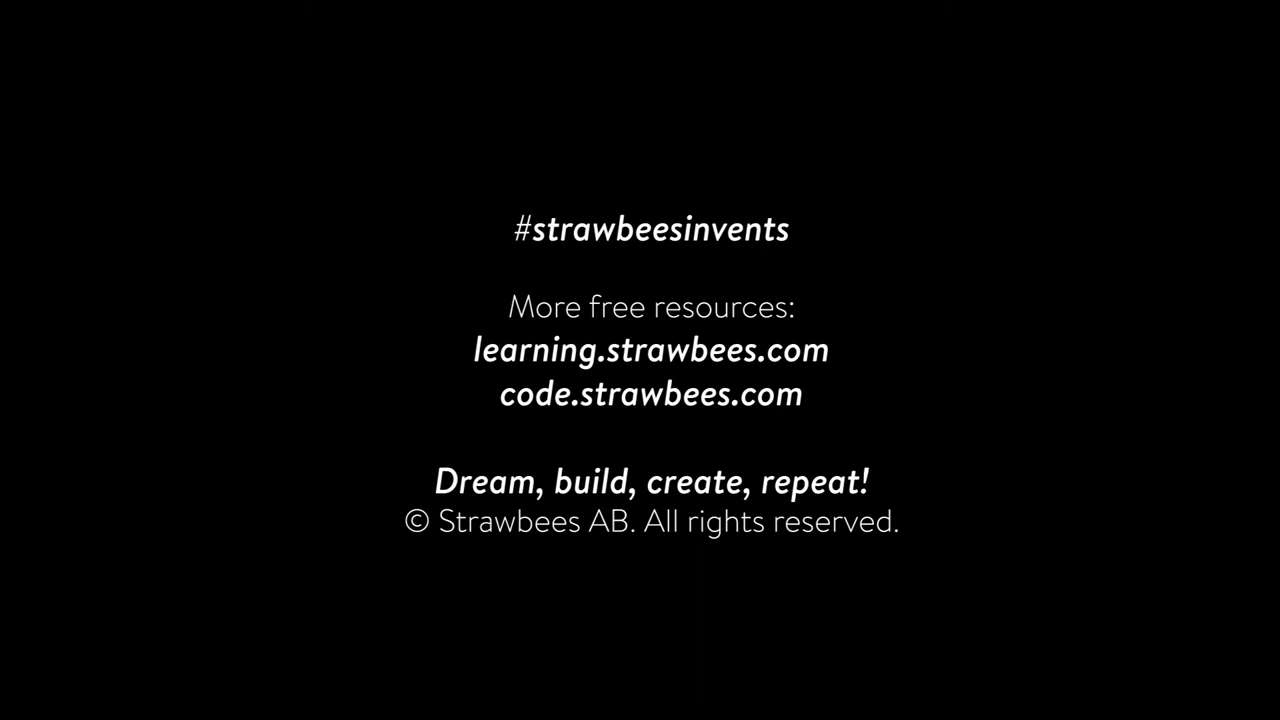 #strawbeesinvents
More free resources:
learning.strawbees.com
code.strawbees.com
Dream, build, create, repeat!
© Strawbees AB. All rights reserved.